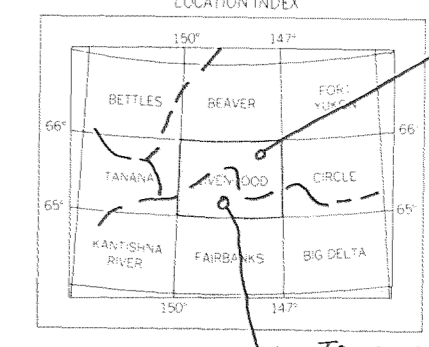 LOCATION INDEX
150° 147°
BETTLES BEAVER FORT YUKON
66° 66°
TANANA LIVENGOOD CIRCLE
65° 65°
KANTISHNA RIVER FAIRBANKS BIG DELTA
150° 147°